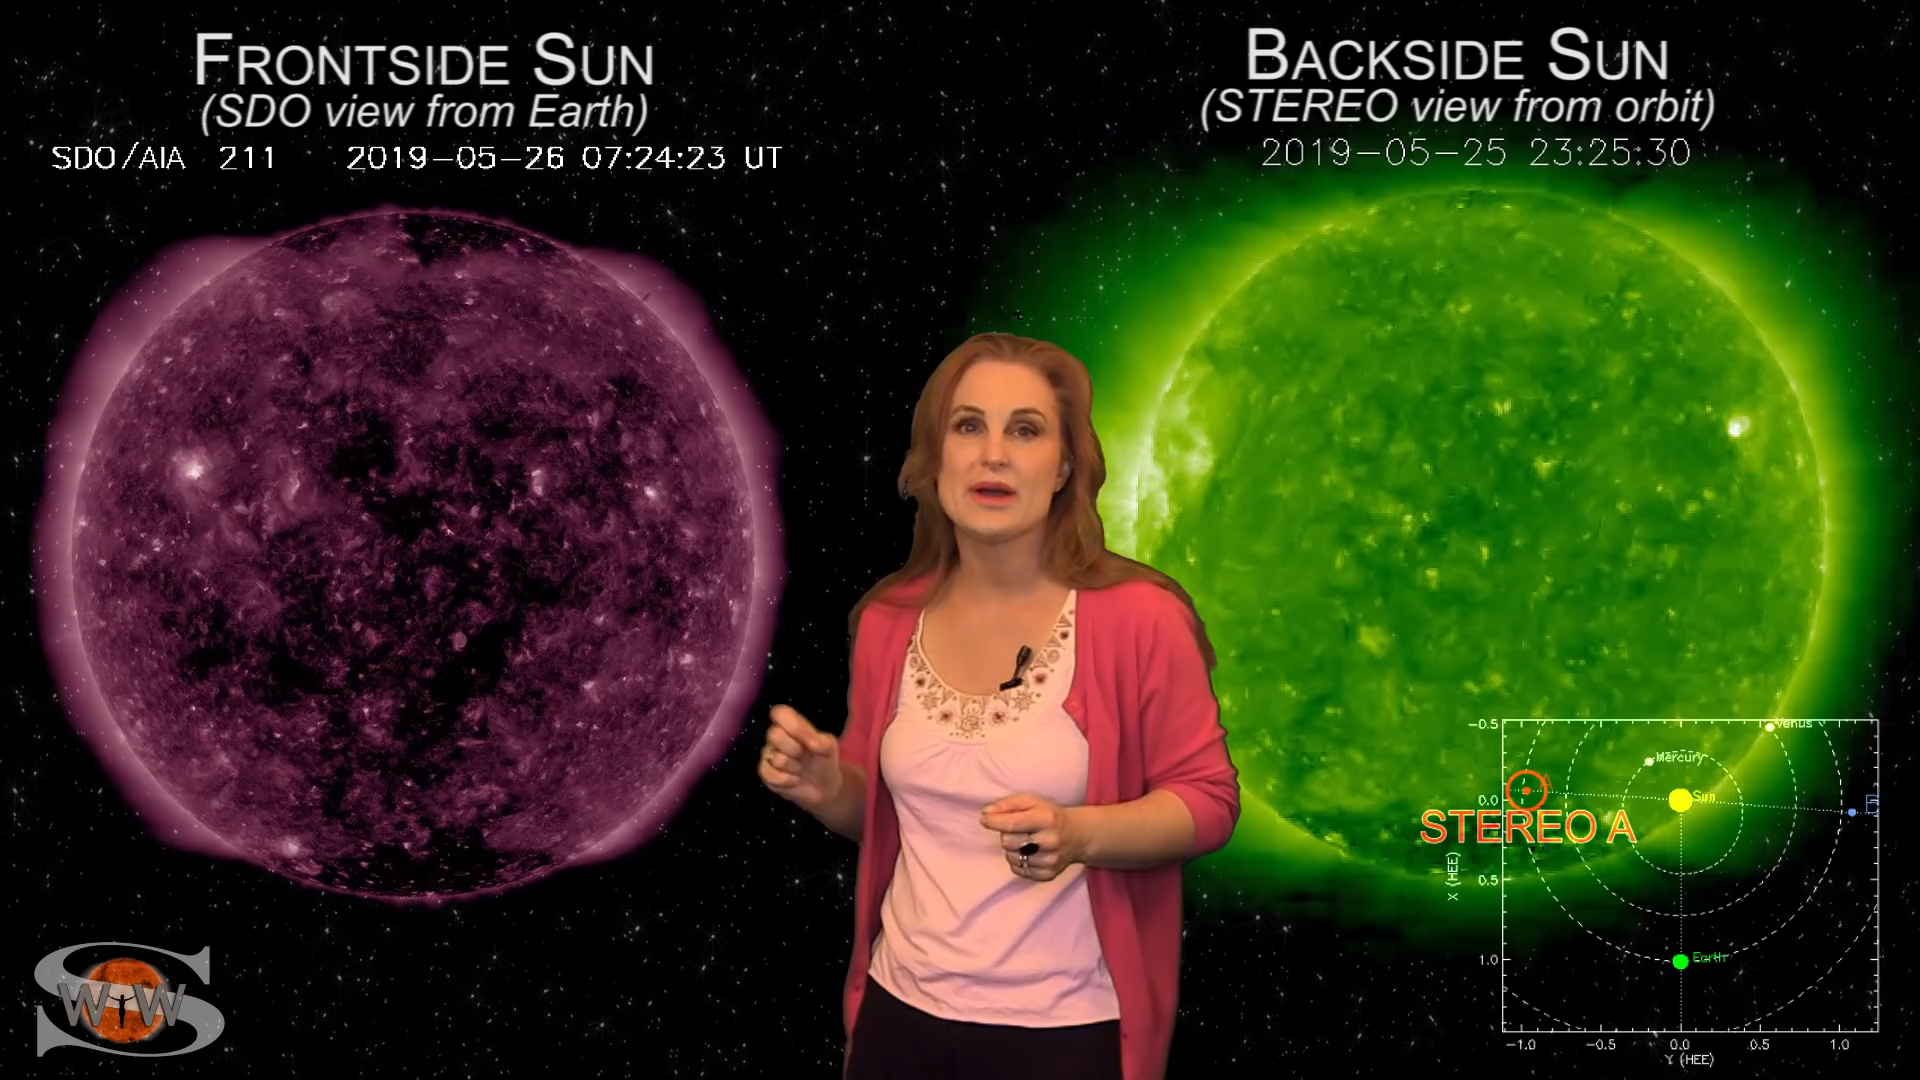 FRONTSIDE SUN
(SDO view from Earth)
SDO/AIA 211 2019-05-26 07:24:23 UT
BACKSIDE SUN
(STEREO view from orbit)
2019-05-25 23:25:30
-0.5
Venus
Mercury
0.0
Sun
STEREO A
X (HEE)
0.5
1.0
Earth
-1.0 -0.5 0.0 0.5 1.0
Y (HEE)
S
WTW